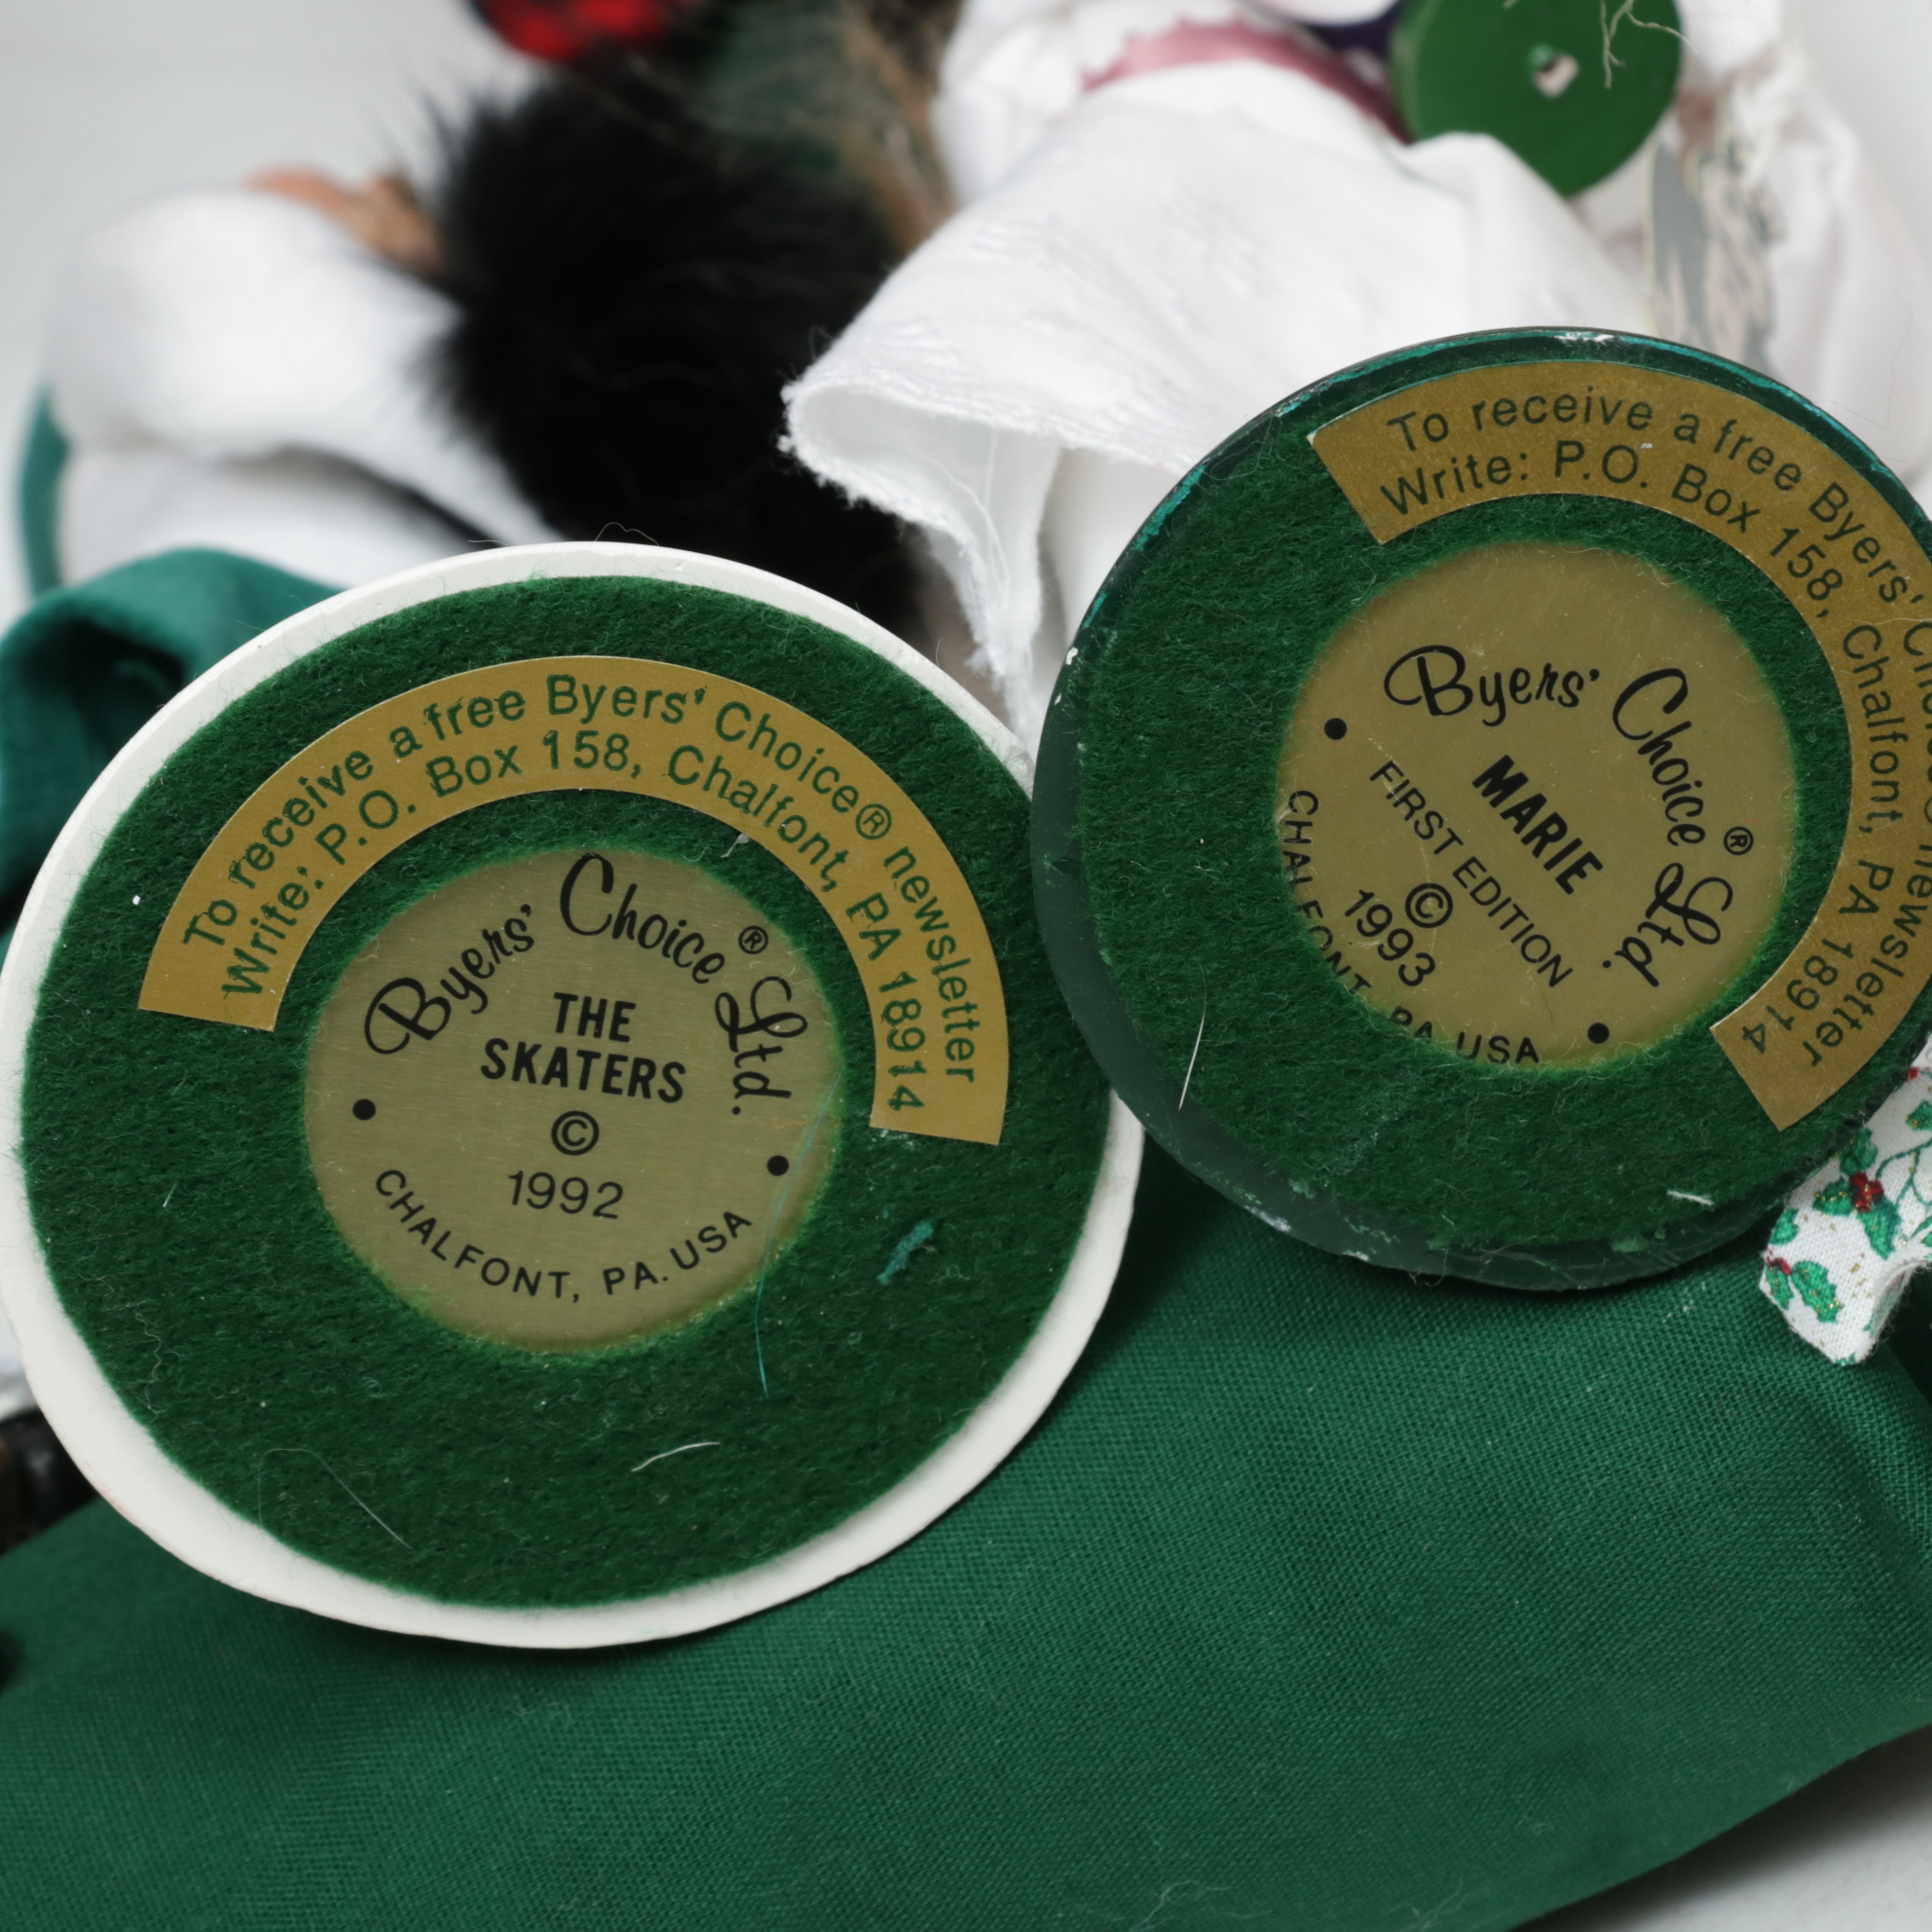 To receive a free Byers' Choice® newsletter
Write: P.O. Box 158, Chalfont, PA 18914
Byers' Choice® Ltd.
THE
SKATERS
©
1992
CHALFONT, PA. USA
To receive a free Byers' newsletter
Write: P.O. Box 158, Chalfont, PA 18914
Byers' Choice® Ltd.
MARIE
FIRST EDITION
©
1993
CHALFONT, PA USA